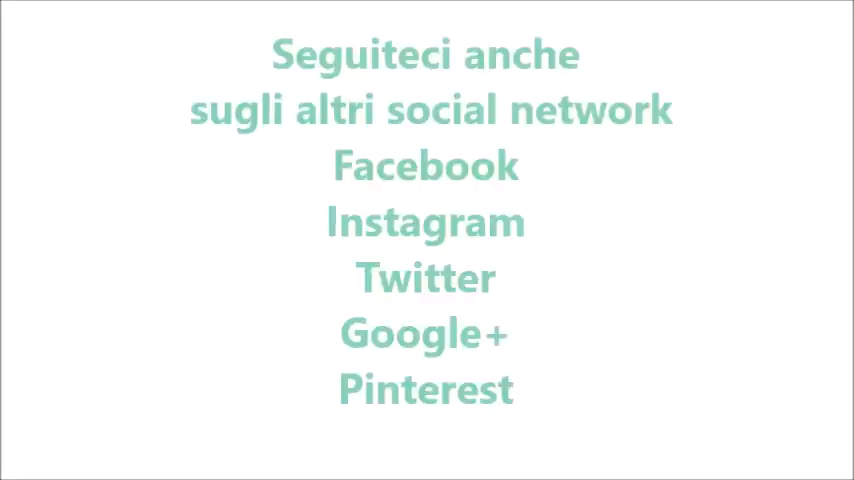 Seguiteci anche
sugli altri social network
Facebook
Instagram
Twitter
Google+
Pinterest